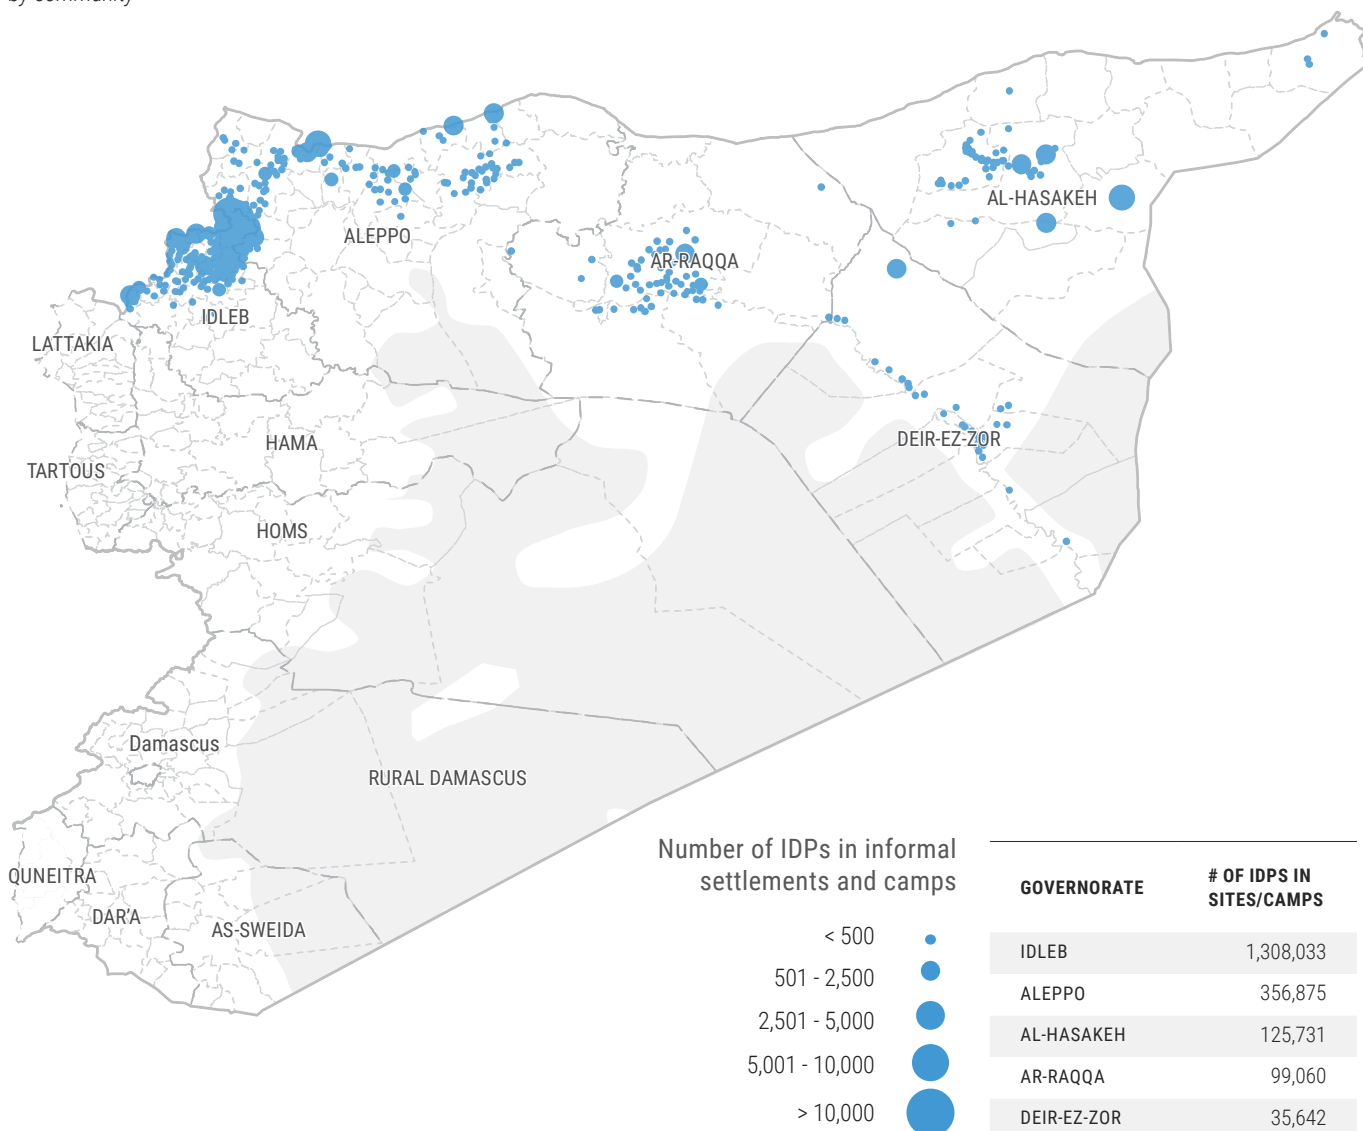 by community
ALEPPO
AL-HASAKEH
AR-RAQQA
IDLEB
LATTAKIA
HAMA
DEIR-EZ-ZOR
TARTOUS
HOMS
Damascus
RURAL DAMASCUS
QUNEITRA
DAR'A
AS-SWEIDA
Number of IDPs in informal
settlements and camps
< 500
501 - 2,500
2,501 - 5,000
5,001 - 10,000
> 10,000
GOVERNORATE # OF IDPS IN
SITES/CAMPS
IDLEB 1,308,033
ALEPPO 356,875
AL-HASAKEH 125,731
AR-RAQQA 99,060
DEIR-EZ-ZOR 35,642